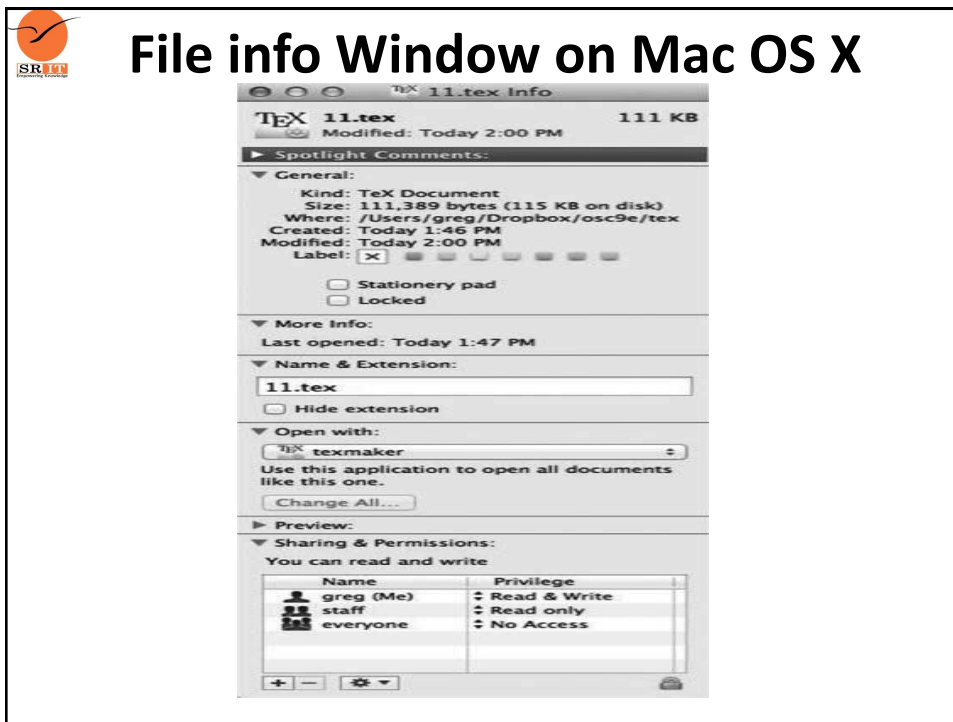 SRIT
Empowering Knowledge
File info Window on Mac OS X
TEX 11.tex Info
TEX 11.tex 111 KB
Modified: Today 2:00 PM
Spotlight Comments:
General:
Kind: TeX Document
Size: 111,389 bytes (115 KB on disk)
Where: /Users/greg/Dropbox/osc9e/tex
Created: Today 1:46 PM
Modified: Today 2:00 PM
Label:
Stationery pad
Locked
More Info:
Last opened: Today 1:47 PM
Name & Extension:
11.tex
Hide extension
Open with:
TEX texmaker
Use this application to open all documents
like this one.
Change All...
Preview:
Sharing & Permissions:
You can read and write
Name Privilege
greg (Me) Read & Write
staff Read only
everyone No Access